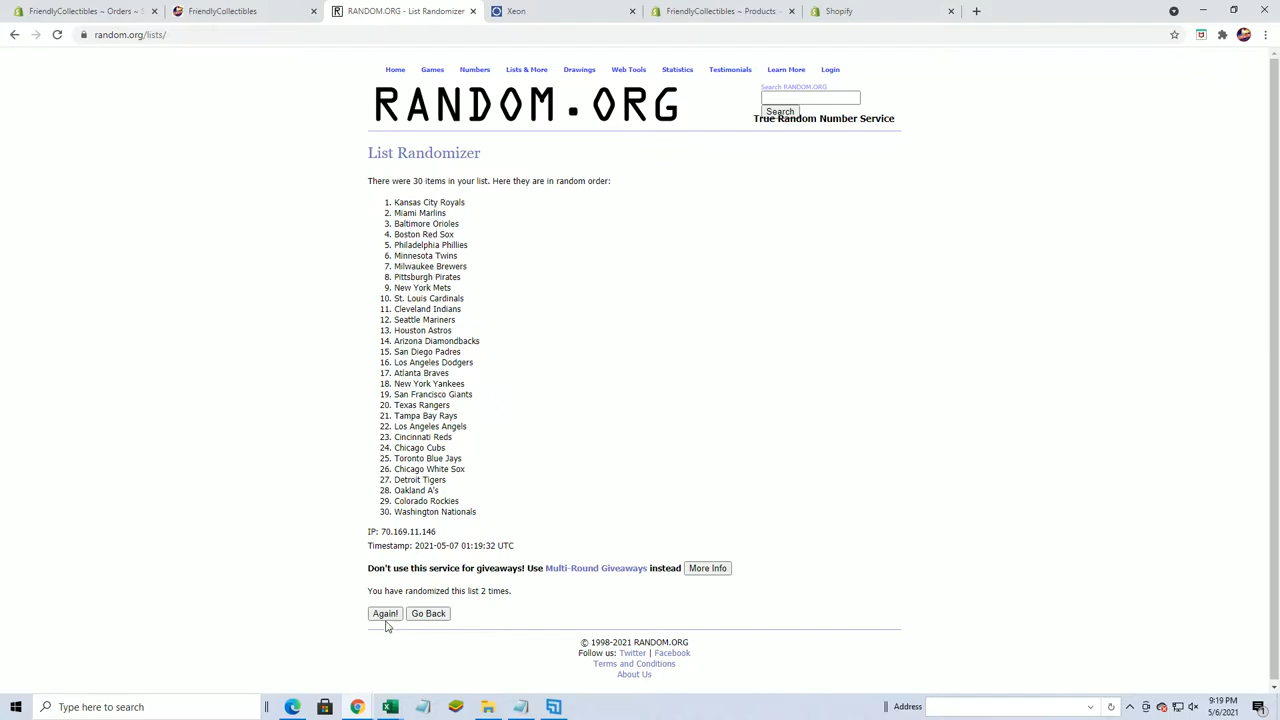 FriendlyCollectibles ~ Orders ~ S
FriendlyCollectibles
RANDOM.ORG - List Randomizer
Xeon
FriendlyCollectibles ~ Products ~
Shopify
random.org/lists/
Home Games Numbers Lists & More Drawings Web Tools Statistics Testimonials Learn More Login
RANDOM.ORG
Search RANDOM.ORG
Search
True Random Number Service
List Randomizer
There were 30 items in your list. Here they are in random order:
1. Kansas City Royals
2. Miami Marlins
3. Baltimore Orioles
4. Boston Red Sox
5. Philadelphia Phillies
6. Minnesota Twins
7. Milwaukee Brewers
8. Pittsburgh Pirates
9. New York Mets
10. St. Louis Cardinals
11. Cleveland Indians
12. Seattle Mariners
13. Houston Astros
14. Arizona Diamondbacks
15. San Diego Padres
16. Los Angeles Dodgers
17. Atlanta Braves
18. New York Yankees
19. San Francisco Giants
20. Texas Rangers
21. Tampa Bay Rays
22. Los Angeles Angels
23. Cincinnati Reds
24. Chicago Cubs
25. Toronto Blue Jays
26. Chicago White Sox
27. Detroit Tigers
28. Oakland A's
29. Colorado Rockies
30. Washington Nationals
IP: 70.169.11.146
Timestamp: 2021-05-07 01:19:32 UTC
Don't use this service for giveaways! Use Multi-Round Giveaways instead More Info
You have randomized this list 2 times.
Again! Go Back
© 1998-2021 RANDOM.ORG
Follow us: Twitter | Facebook
Terms and Conditions
About Us
Type here to search
Address
9:19 PM
5/6/2021